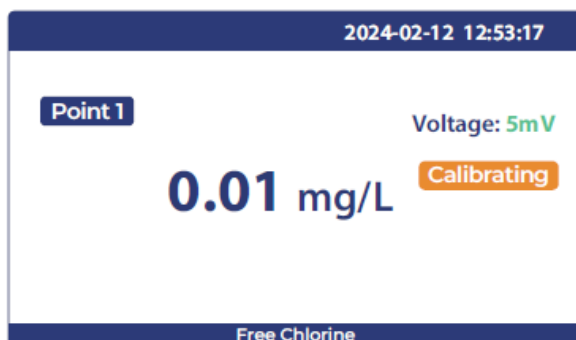 2024-02-12 12:53:17
Point 1
Voltage: 5mV
Calibrating
0.01 mg/L
Free Chlorine